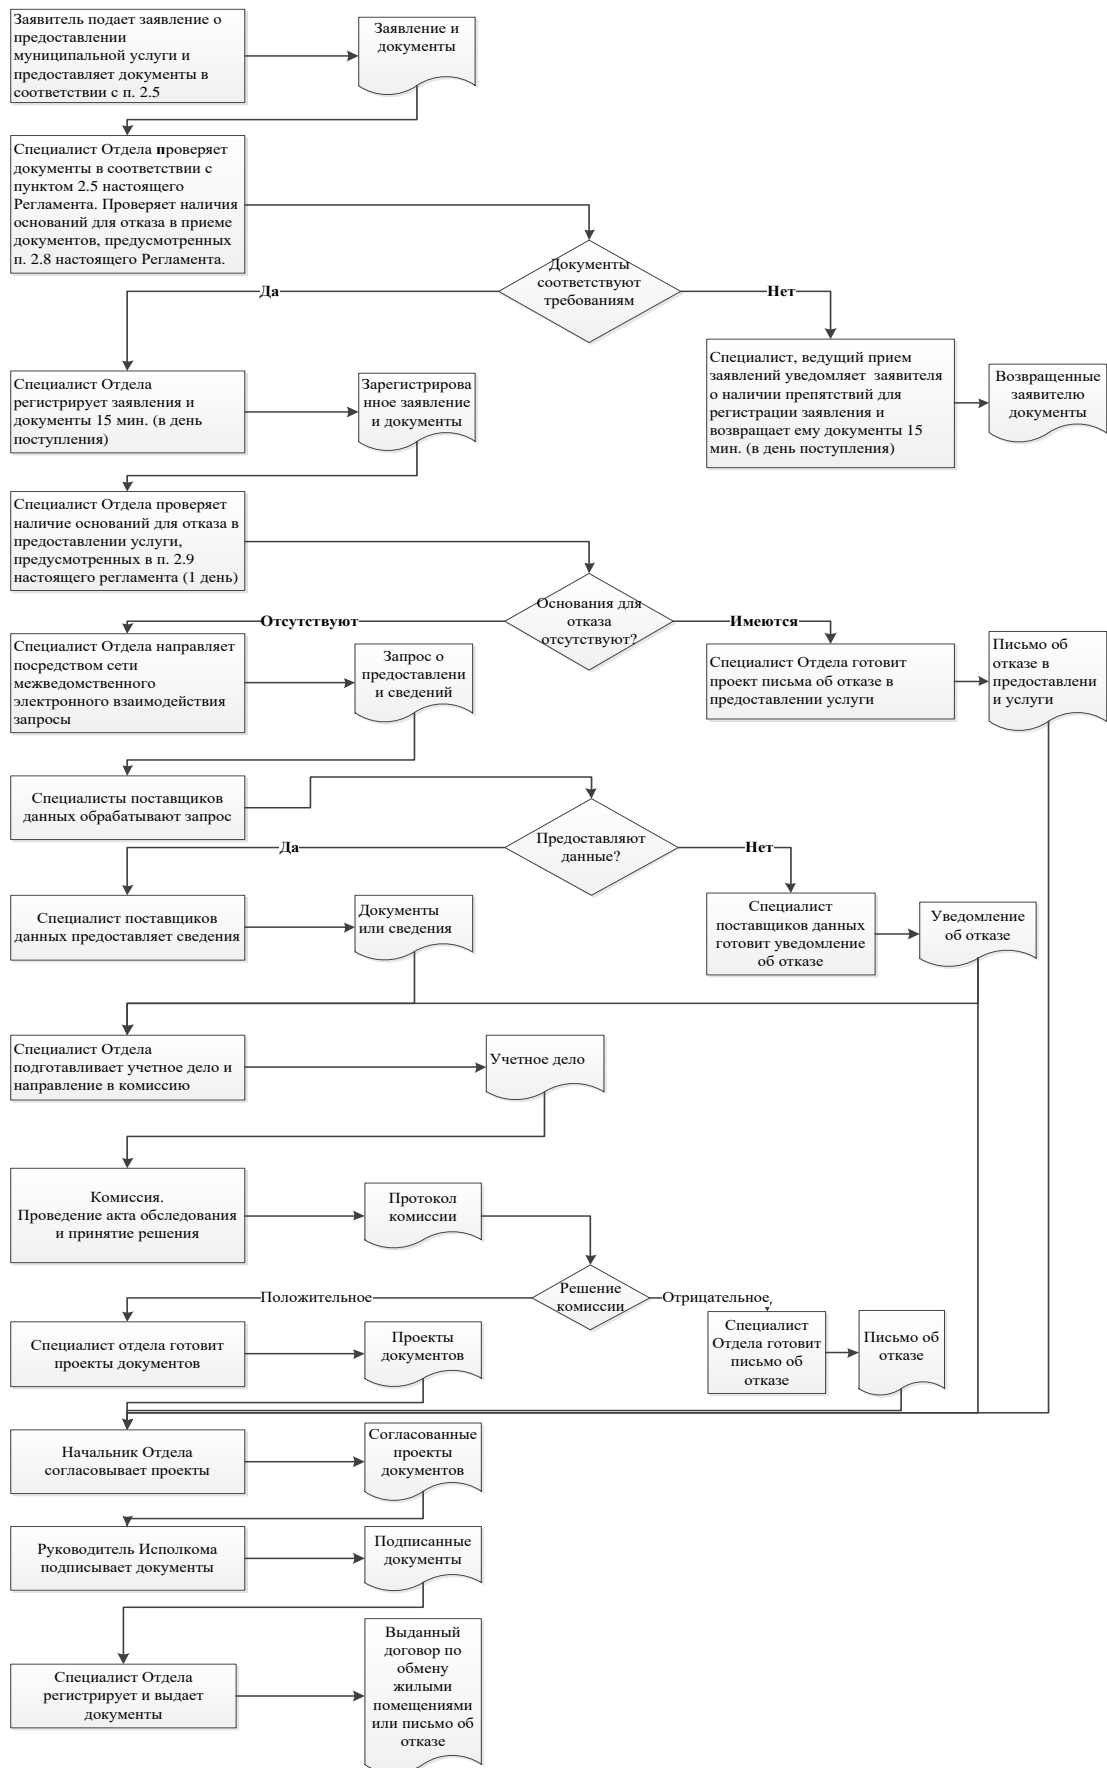 Заявитель подает заявление о
предоставлении
муниципальной услуги и
предоставляет документы в
соответствии с п. 2.5
Заявление и
документы
Специалист Отдела проверяет
документы в соответствии с
пунктом 2.5 настоящего
Регламента. Проверяет наличия
оснований для отказа в приеме
документов, предусмотренных
п. 2.8 настоящего Регламента.
Документы
соответствуют
требованиям
Да
Нет
Специалист Отдела
регистрирует заявления и
документы 15 мин. (в день
поступления)
Зарегистрирова
нное заявление
и документы
Специалист, ведущий прием
заявлений уведомляет заявителя
о наличии препятствий для
регистрации заявления и
возвращает ему документы 15
мин. (в день поступления)
Возвращенные
заявителю
документы
Специалист Отдела проверяет
наличие оснований для отказа в
предоставлении услуги,
предусмотренных в п. 2.9
настоящего регламента (1 день)
Основания для
отказа
отсутствуют?
Отсутствуют
Имеются
Специалист Отдела направляет
посредством сети
межведомственного
электронного взаимодействия
запросы
Запрос о
предоставлени
и сведений
Специалист Отдела готовит
проект письма об отказе в
предоставлении услуги
Письмо об
отказе в
предоставлени
и услуги
Специалисты поставщиков
данных обрабатывают запрос
Предоставляют
данные?
Да
Нет
Специалист поставщиков
данных предоставляет сведения
Документы
или сведения
Специалист
поставщиков данных
готовит уведомление
об отказе
Уведомление
об отказе
Специалист Отдела
подготавливает учетное дело и
направление в комиссию
Учетное дело
Комиссия.
Проведение акта обследования
и принятие решения
Протокол
комиссии
Решение
комиссии
Положительное
Отрицательное,
Специалист отдела готовит
проекты документов
Проекты
документов
Специалист
Отдела готовит
письмо об
отказе
Письмо об
отказе
Начальник Отдела
согласовывает проекты
Согласованные
проекты
документов
Руководитель Исполкома
подписывает документы
Подписанные
документы
Специалист Отдела
регистрирует и выдает
документы
Выданный
договор по
обмену
жилыми
помещениями
или письмо об
отказе